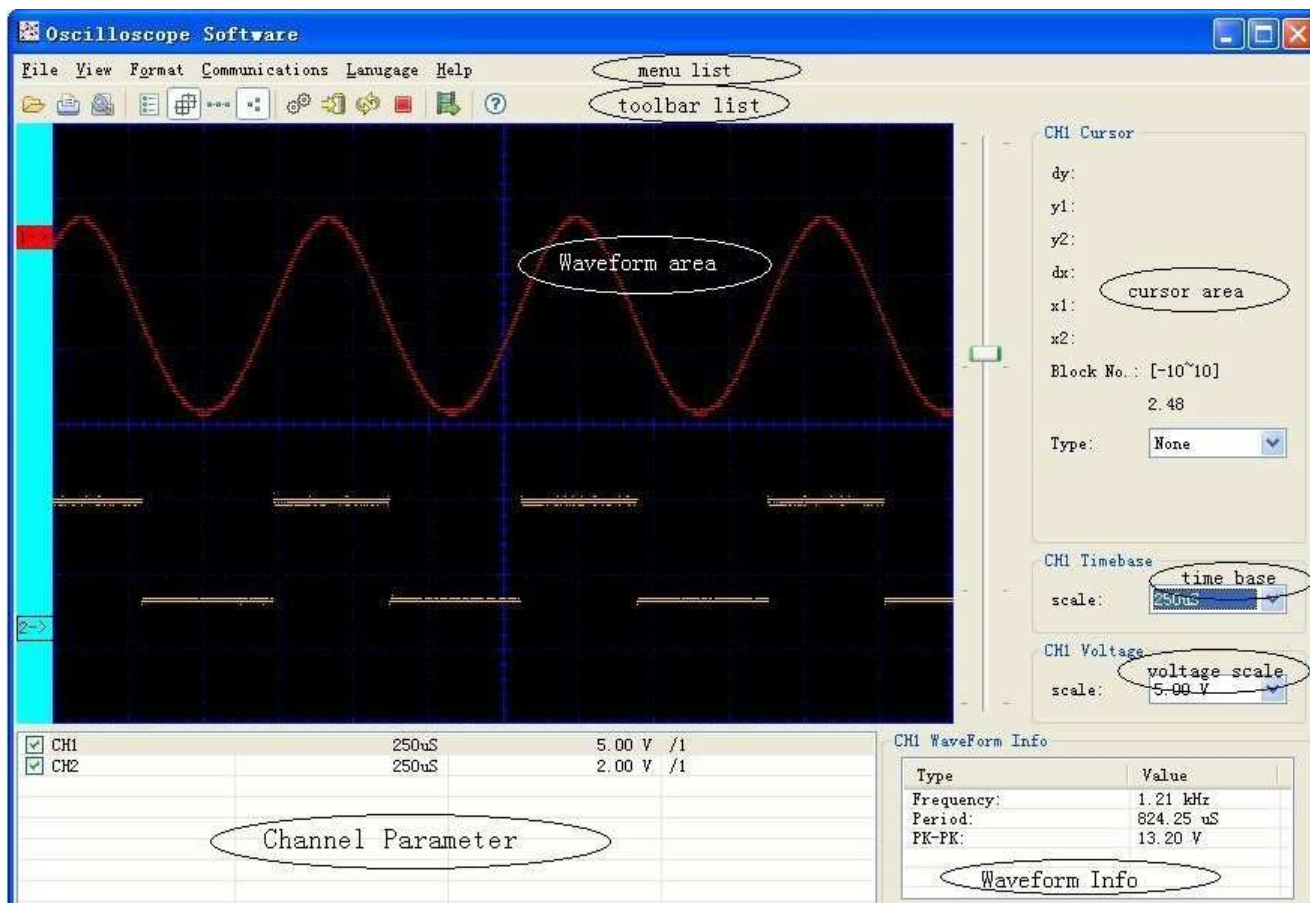 Oscilloscope Software
File View Format Communications Lanugage Help
menu list
toolbar list
1->
Waveform area
2->
CH1 Cursor
dy:
y1:
y2:
dx:
cursor area
x1:
x2:
Block No.: [-10~10]
2.48
Type: None
CH1 Timebase
time base
scale: 250uS
CH1 Voltage
voltage scale
scale: 5.00 V
CH1 250uS 5.00 V /1
CH2 250uS 2.00 V /1
Channel Parameter
CH1 WaveForm Info
Type Value
Frequency: 1.21 kHz
Period: 824.25 uS
PK-PK: 13.20 V
Waveform Info